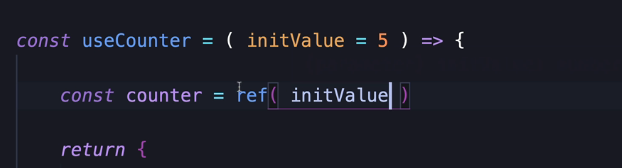 const useCounter = ( initValue = 5 ) => {
const counter = ref( initValue )
return {